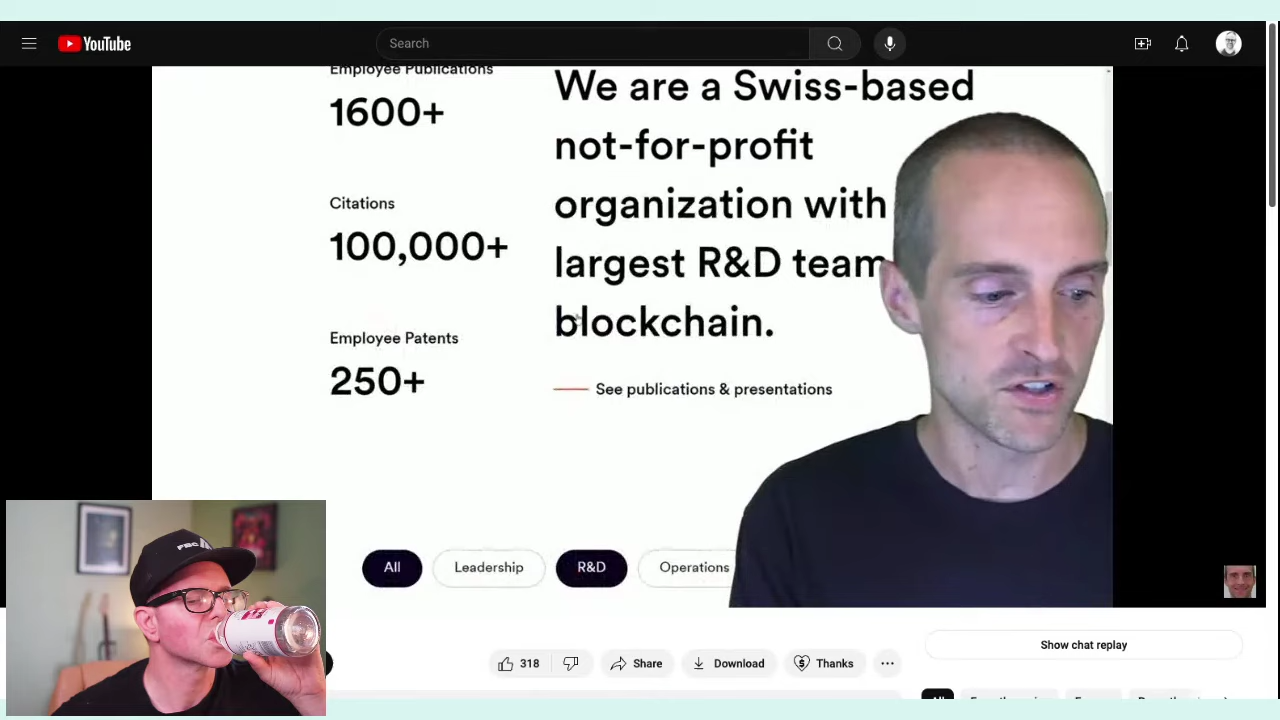 YouTube
Search
Employee Publications
1600+
Citations
100,000+
Employee Patents
250+
We are a Swiss-based
not-for-profit
organization with
largest R&D team
blockchain.
See publications & presentations
All
Leadership
R&D
Operations
318
Share
Download
Thanks
Show chat replay
All